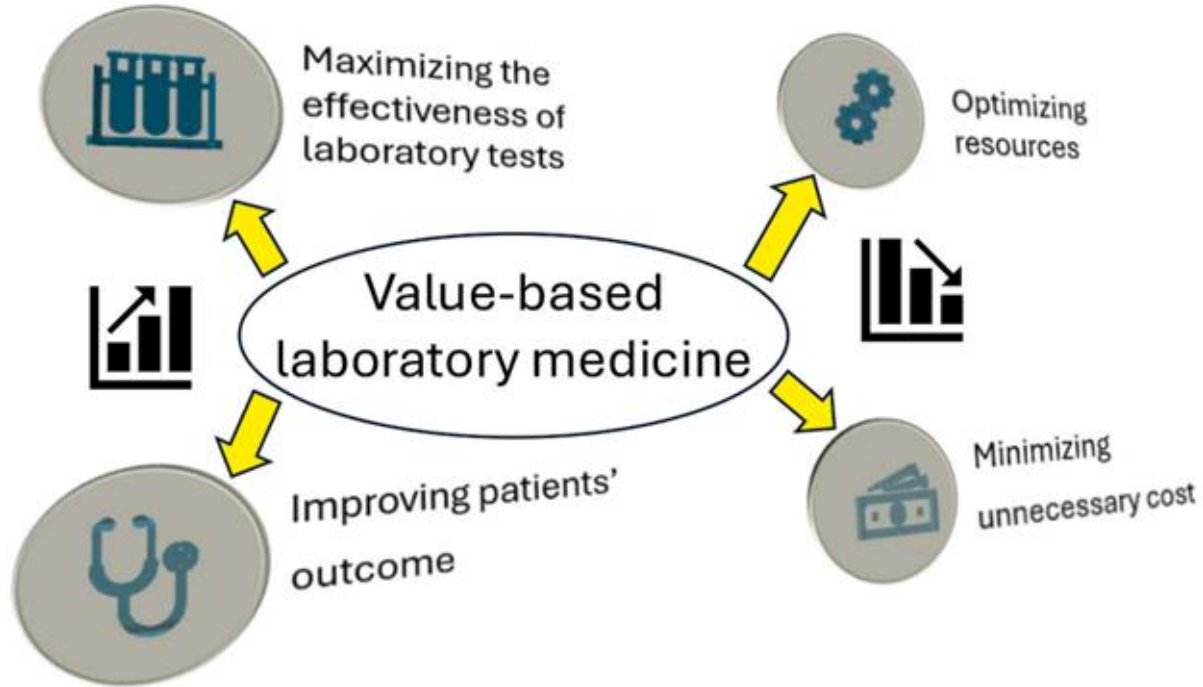 Maximizing the
effectiveness of
laboratory tests
Optimizing
resources
Value-based
laboratory medicine
Improving patients’
outcome
Minimizing
unnecessary cost